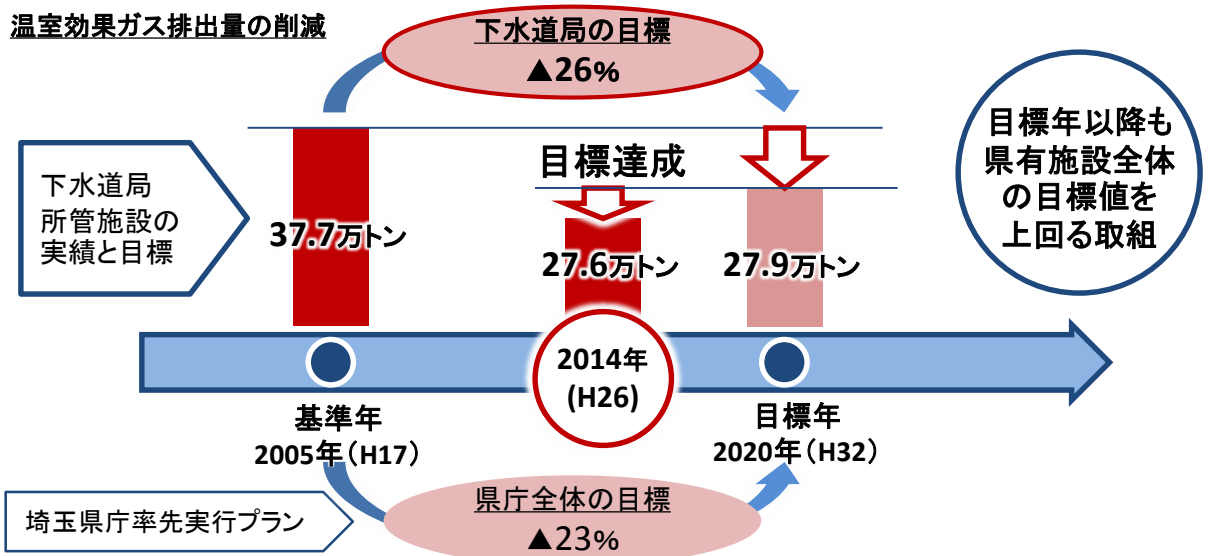 温室効果ガス排出量の削減
下水道局の目標
▲26%
目標年以降も
県有施設全体
の目標値を
上回る取組
下水道局
所管施設の
実績と目標
目標達成
37.7万トン
27.6万トン
27.9万トン
2014年
(H26)
基準年
2005年（H17）
目標年
2020年（H32）
埼玉県庁率先実行プラン
県庁全体の目標
▲23%